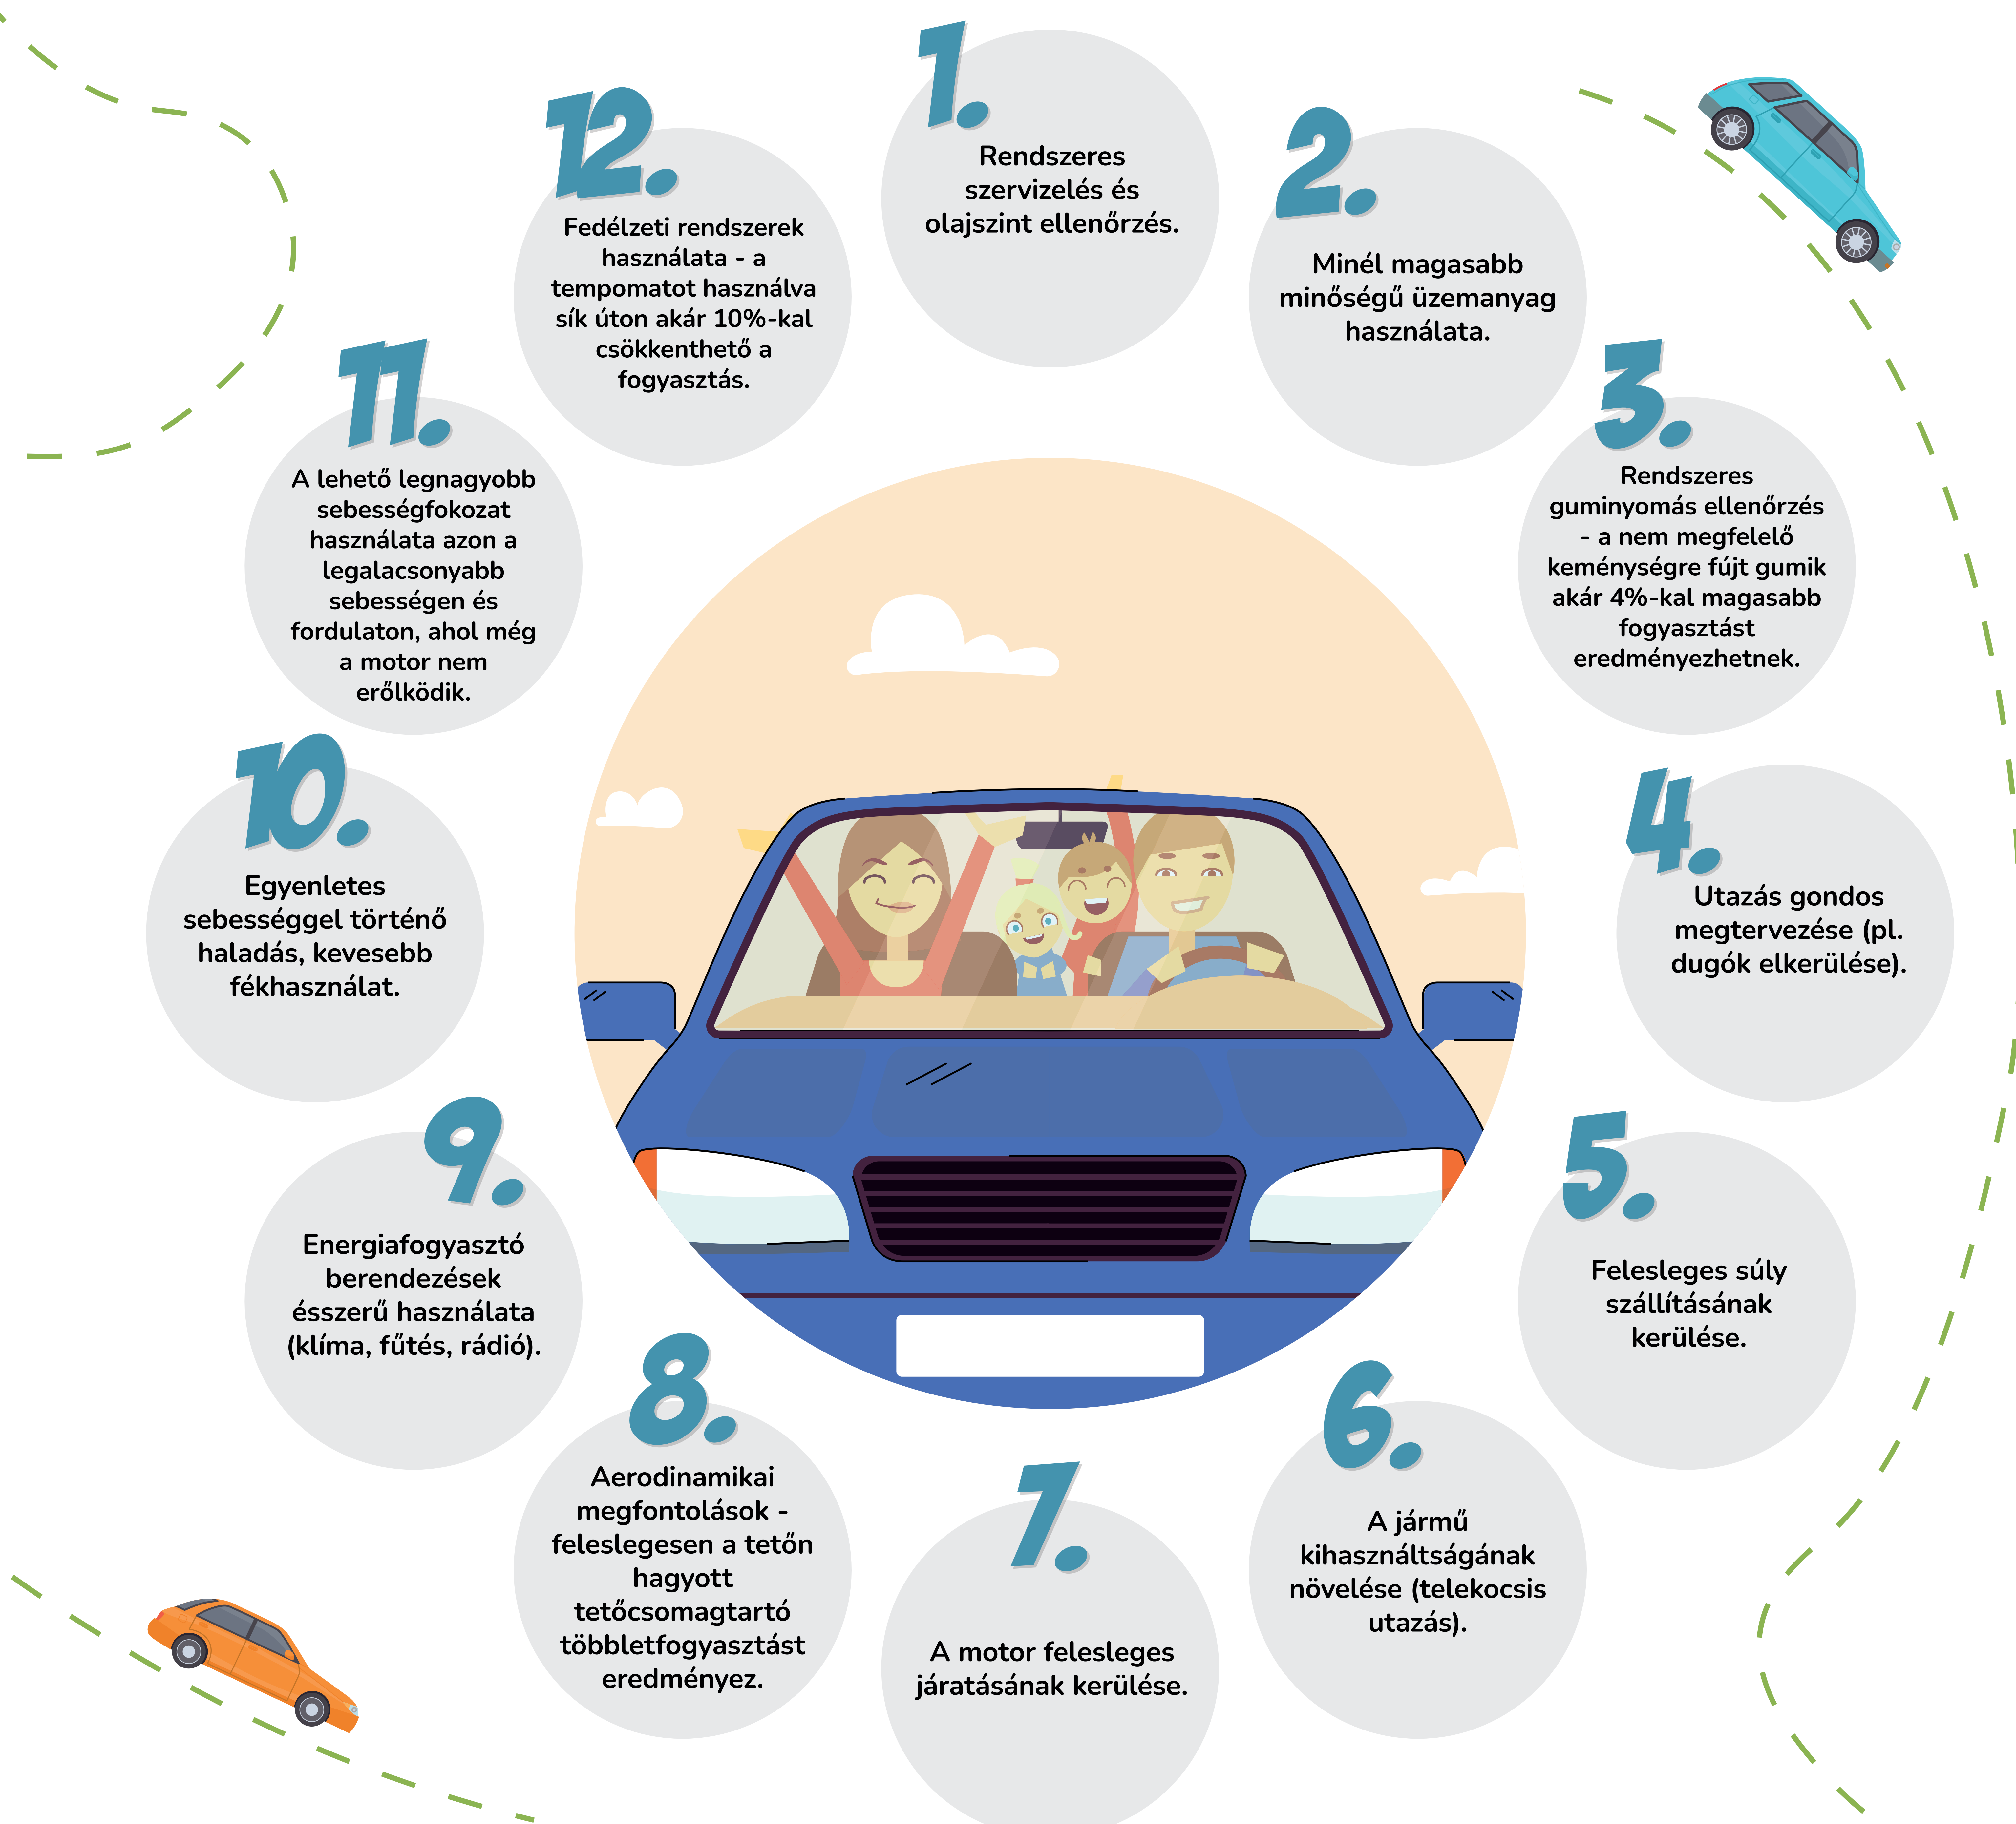 1.
Rendszeres
szervizelés és
olajszint ellenőrzés.
2.
Minél magasabb
minőségű üzemanyag
használata.
3.
Rendszeres
guminyomás ellenőrzés
- a nem megfelelő
keménységre fújt gumik
akár 4%-kal magasabb
fogyasztást
eredményezhetnek.
4.
Utazás gondos
megtervezése (pl.
dugók elkerülése).
5.
Felesleges súly
szállításának
kerülése.
6.
A jármű
kihasználtságának
növelése (telekocsis
utazás).
7.
A motor felesleges
járatásának kerülése.
8.
Aerodinamikai
megfontolások -
feleslegesen a tetőn
hagyott
tetőcsomagtartó
többletfogyasztást
eredményez.
9.
Energiafogyasztó
berendezések
ésszerű használata
(klíma, fűtés, rádió).
10.
Egyenletes
sebességgel történő
haladás, kevesebb
fékhasználat.
11.
A lehető legnagyobb
sebességfokozat
használata azon a
legalacsonyabb
sebességen és
fordulaton, ahol még
a motor nem
erőlködik.
12.
Fedélzeti rendszerek
használata - a
tempomatot használva
sík úton akár 10%-kal
csökkenthető a
fogyasztás.